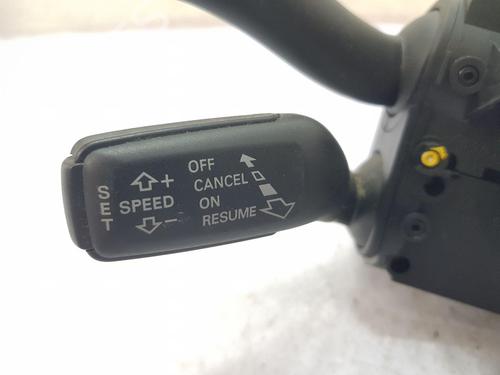 SET
+
SPEED
-
OFF
CANCEL
ON
RESUME